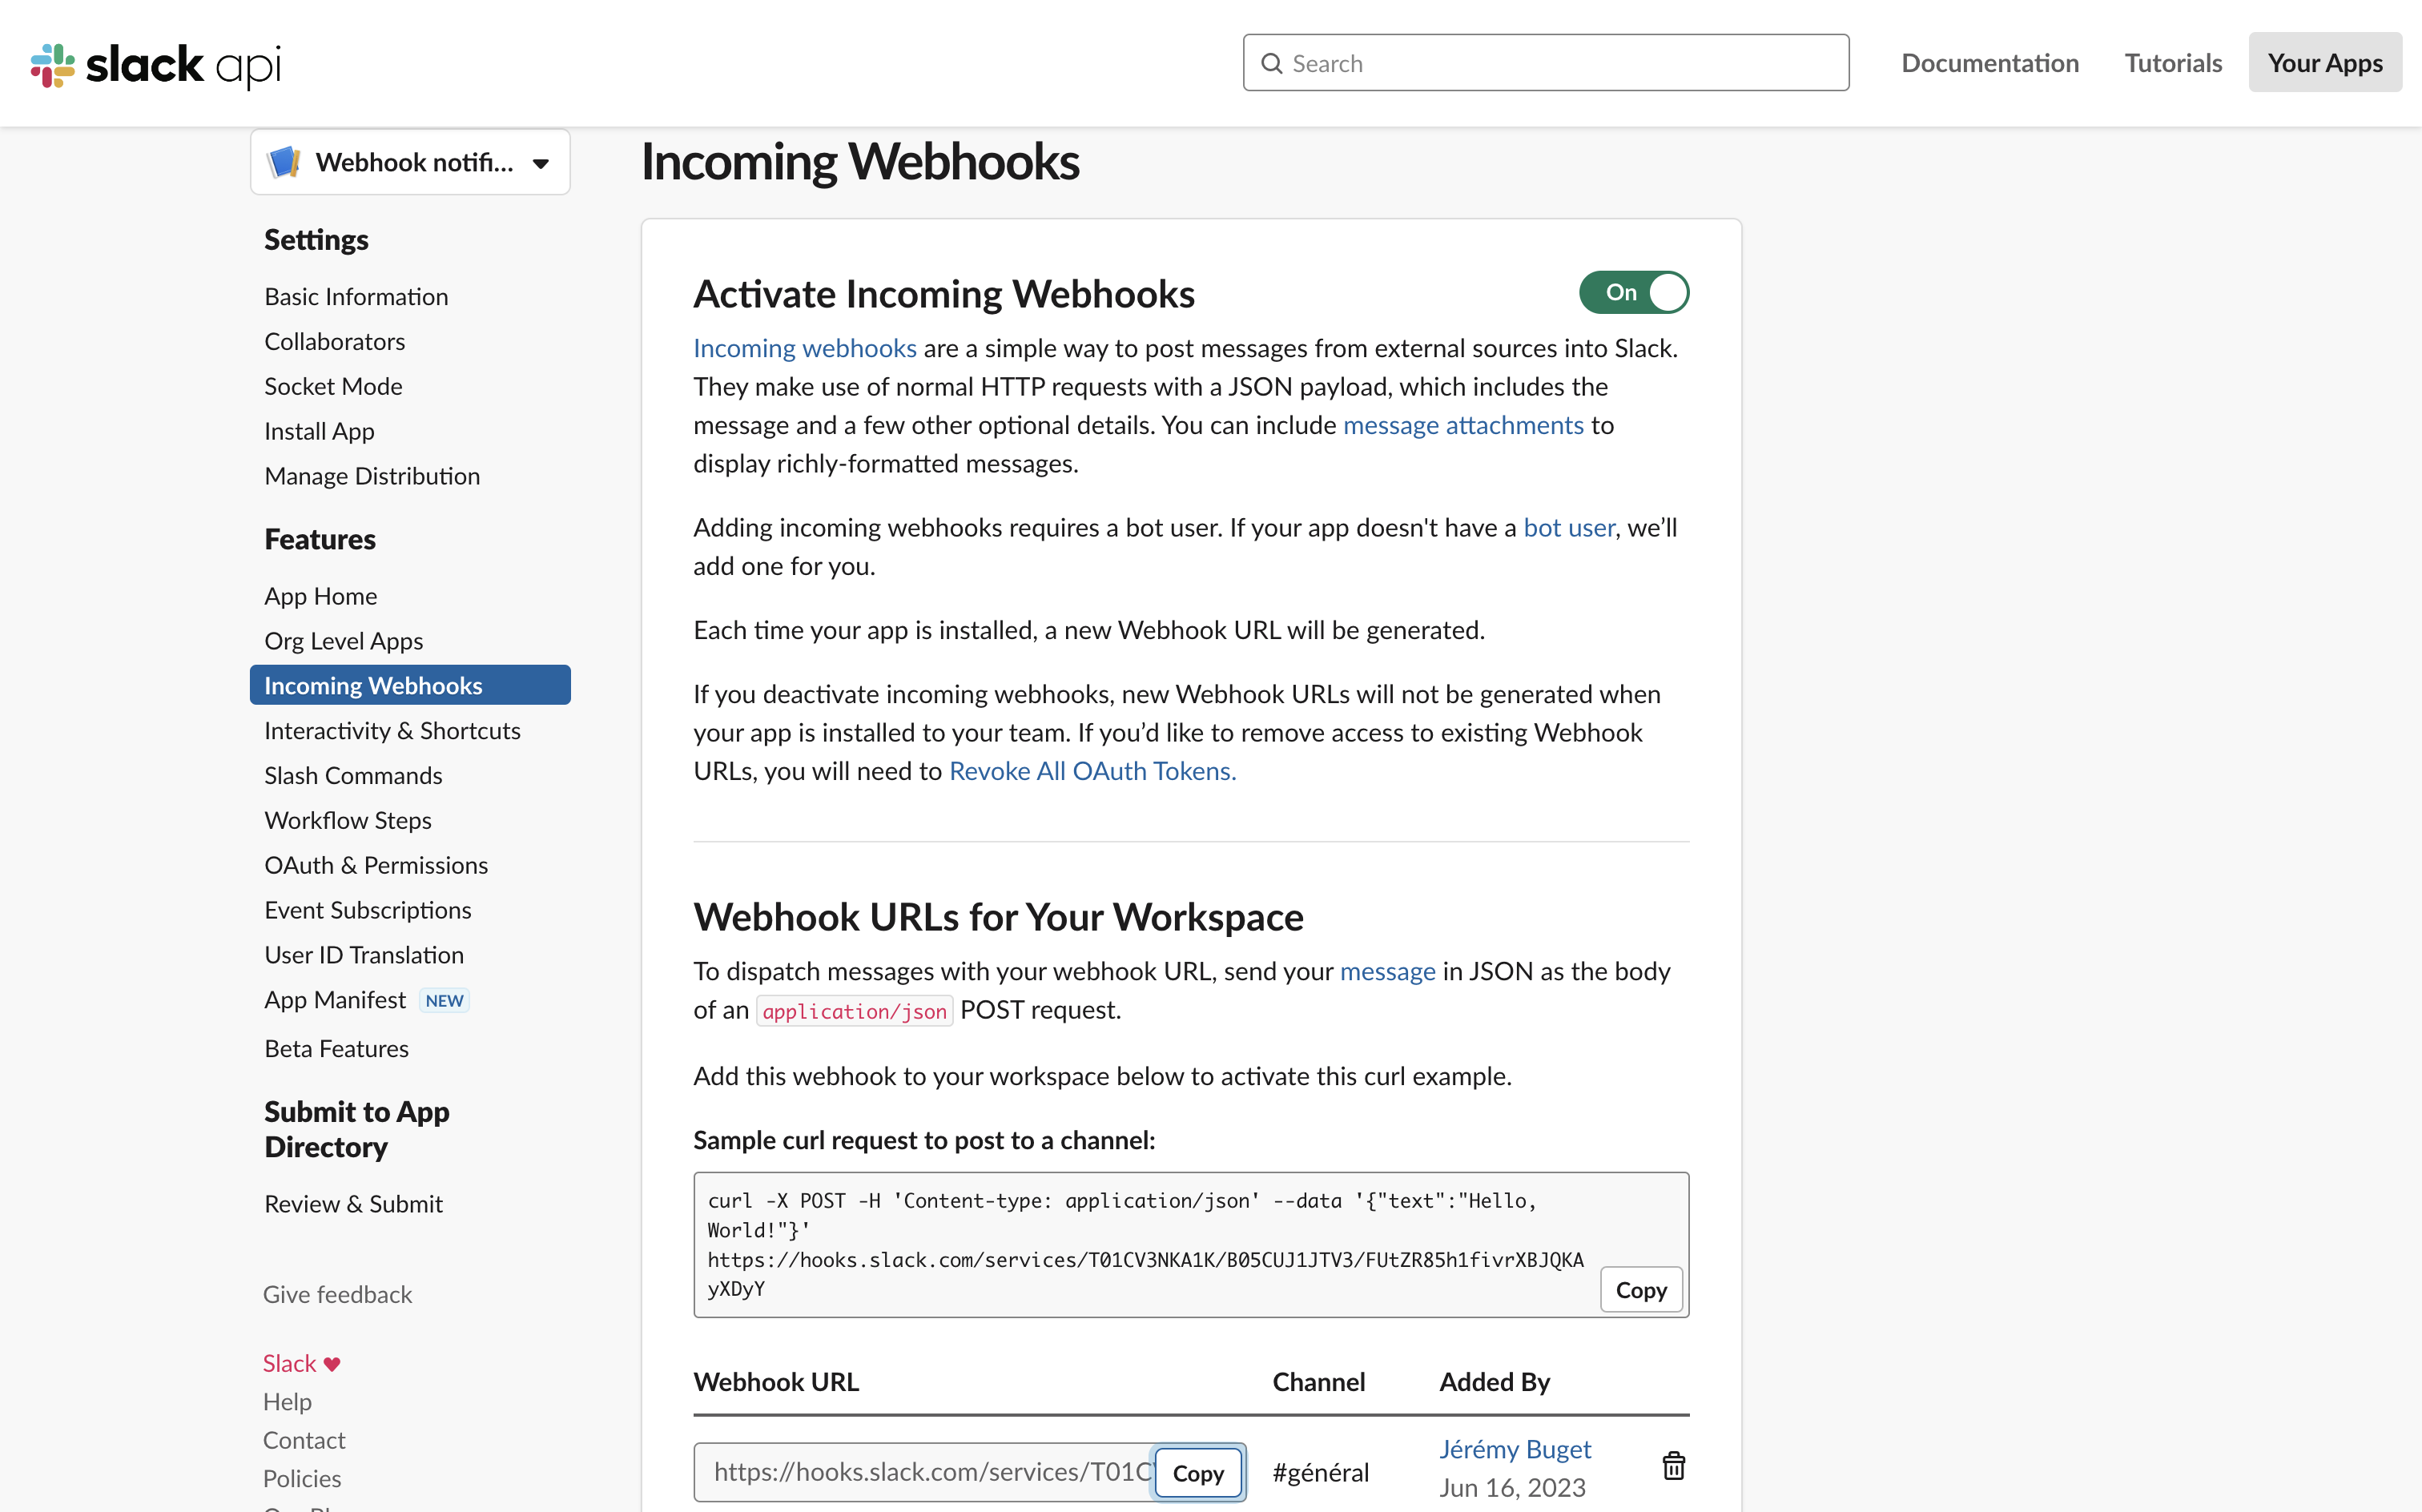 slack api
Search
Documentation
Tutorials
Your Apps
Webhook notifi...
Settings
Basic Information
Collaborators
Socket Mode
Install App
Manage Distribution
Features
App Home
Org Level Apps
Incoming Webhooks
Interactivity & Shortcuts
Slash Commands
Workflow Steps
OAuth & Permissions
Event Subscriptions
User ID Translation
App Manifest NEW
Beta Features
Submit to App
Directory
Review & Submit
Give feedback
Slack ♥
Help
Contact
Policies
Incoming Webhooks
Activate Incoming Webhooks
On
Incoming webhooks are a simple way to post messages from external sources into Slack.
They make use of normal HTTP requests with a JSON payload, which includes the
message and a few other optional details. You can include message attachments to
display richly-formatted messages.
Adding incoming webhooks requires a bot user. If your app doesn't have a bot user, we’ll
add one for you.
Each time your app is installed, a new Webhook URL will be generated.
If you deactivate incoming webhooks, new Webhook URLs will not be generated when
your app is installed to your team. If you’d like to remove access to existing Webhook
URLs, you will need to Revoke All OAuth Tokens.
Webhook URLs for Your Workspace
To dispatch messages with your webhook URL, send your message in JSON as the body
of an application/json POST request.
Add this webhook to your workspace below to activate this curl example.
Sample curl request to post to a channel:
curl -X POST -H 'Content-type: application/json' --data '{"text":"Hello,
World!"}'
https://hooks.slack.com/services/T01CV3NKA1K/B05CUJ1JTV3/FUtZR85h1fivrXBJQKA
yXDyY
Copy
Webhook URL
Channel
Added By
https://hooks.slack.com/services/T01C
Copy
#général
Jérémy Buget
Jun 16, 2023